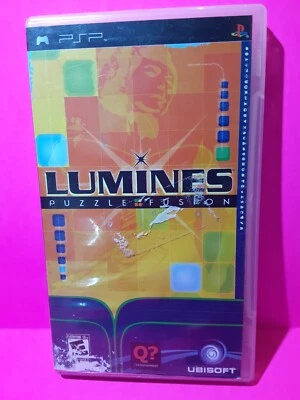 PSP
LUMINES
PUZZLE FUSION
Q?
UBISOFT